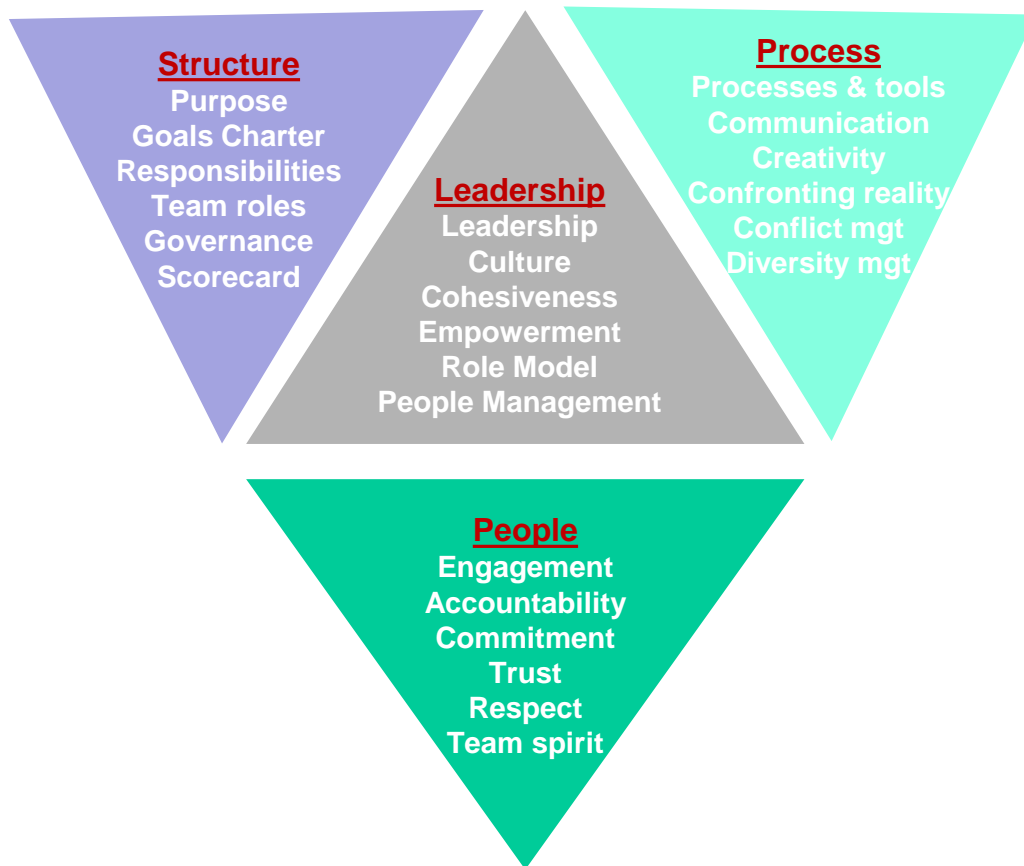 Structure
Purpose
Goals Charter
Responsibilities
Team roles
Governance
Scorecard
Leadership
Leadership
Culture
Cohesiveness
Empowerment
Role Model
People Management
Process
Processes & tools
Communication
Creativity
Confronting reality
Conflict mgt
Diversity mgt
People
Engagement
Accountability
Commitment
Trust
Respect
Team spirit